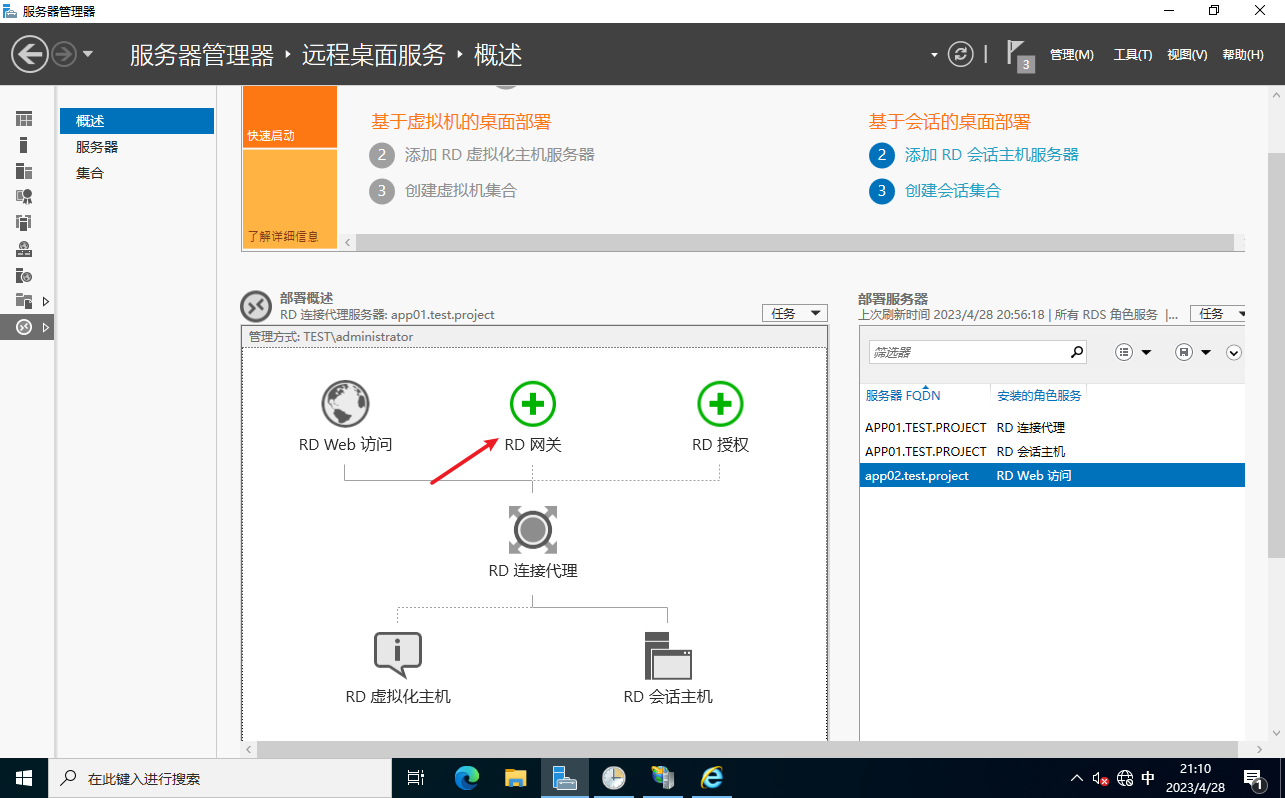 服务器管理器
服务器管理器 · 远程桌面服务 · 概述
3
管理(M) 工具(T) 视图(V) 帮助(H)
概述
服务器
集合
快速启动
了解详细信息
基于虚拟机的桌面部署
2 添加 RD 虚拟化主机服务器
3 创建虚拟机集合
基于会话的桌面部署
2 添加 RD 会话主机服务器
3 创建会话集合
部署概述
RD 连接代理服务器: app01.test.project
任务
管理方式: TEST\administrator
RD Web 访问
RD 网关
RD 授权
RD 连接代理
RD 虚拟化主机
RD 会话主机
部署服务器
上次刷新时间 2023/4/28 20:56:18 | 所有 RDS 角色服务 |...
任务
筛选器
服务器 FQDN 安装的角色服务
APP01.TEST.PROJECT RD 连接代理
APP01.TEST.PROJECT RD 会话主机
app02.test.project RD Web 访问
在此键入进行搜索
中
21:10
2023/4/28
1